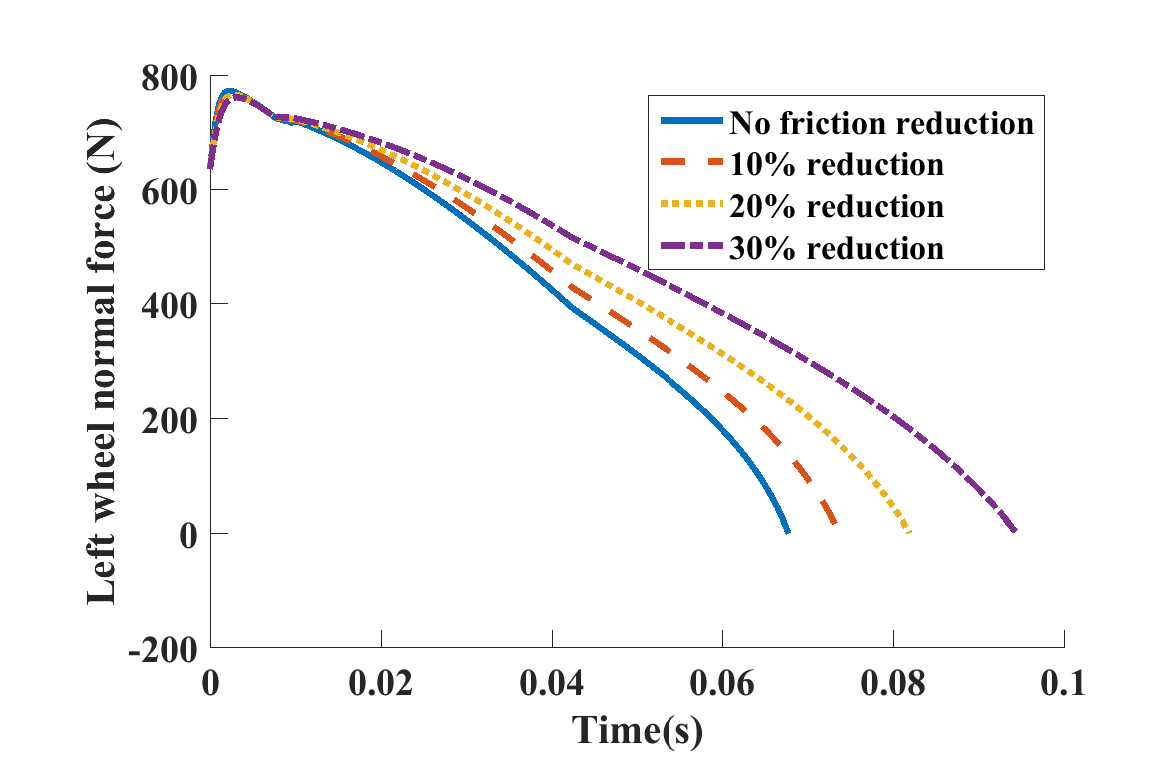 800
600
400
200
0
-200
Left wheel normal force (N)
No friction reduction
10% reduction
20% reduction
30% reduction
0
0.02
0.04
0.06
0.08
0.1
Time(s)